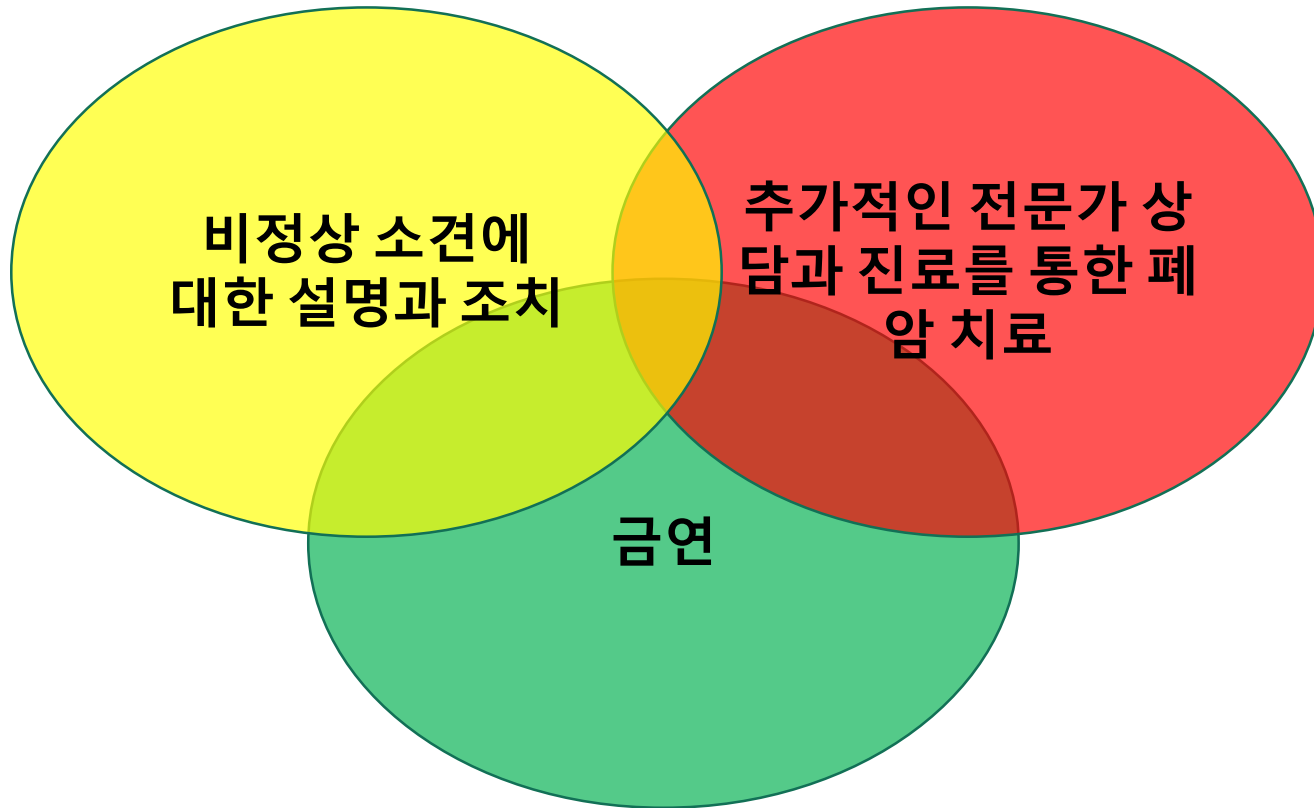 비정상 소견에
대한 설명과 조치
추가적인 전문가 상
담과 진료를 통한 폐
암 치료
금연